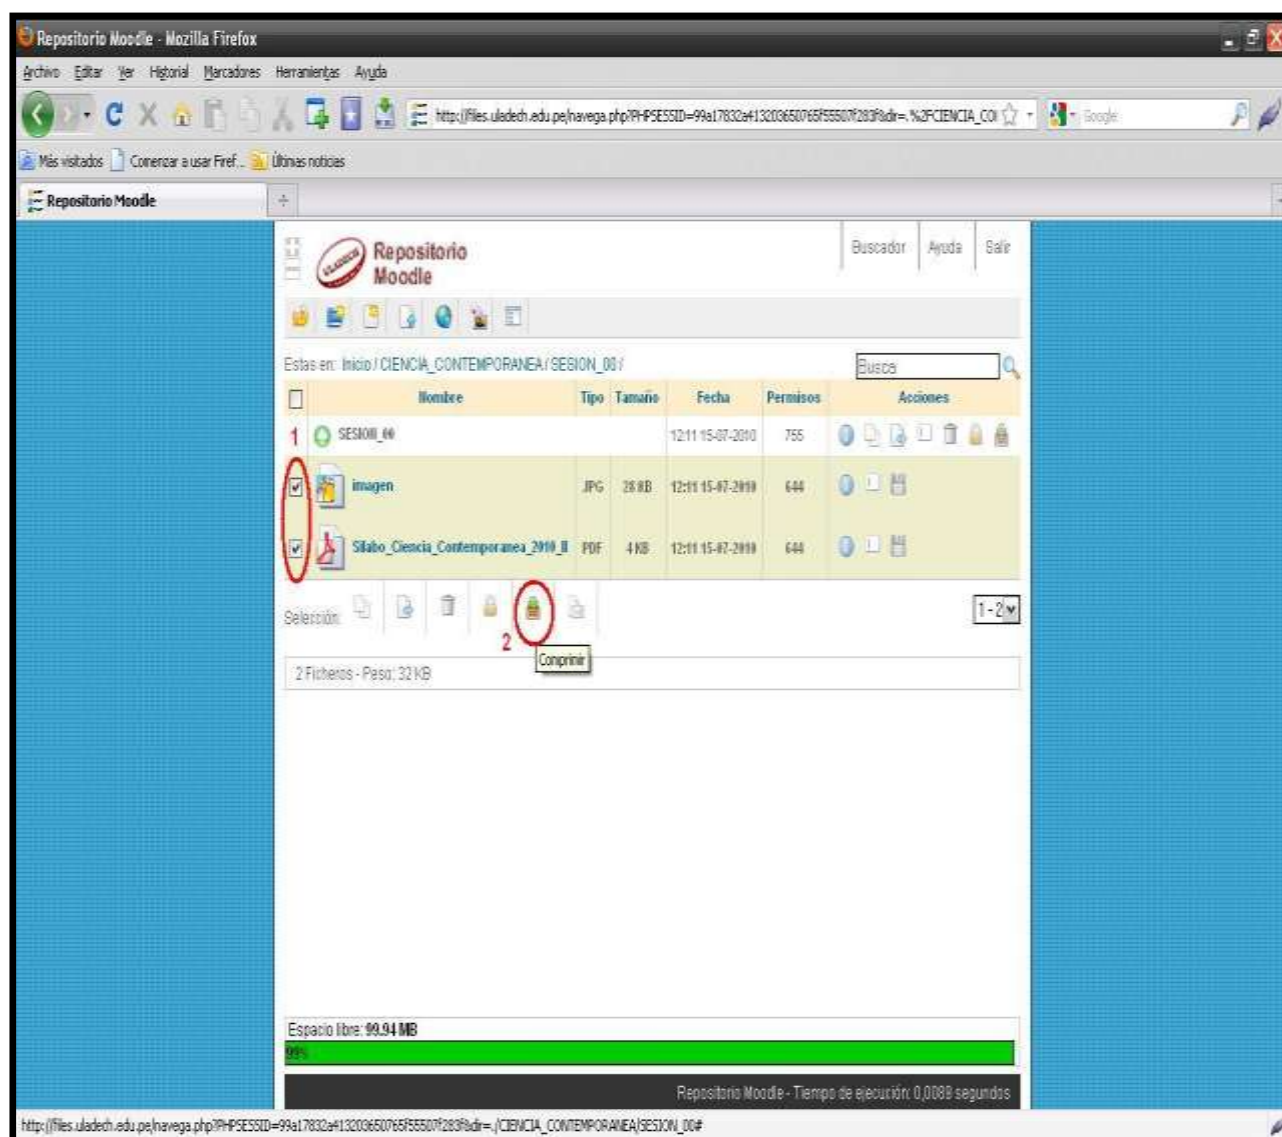 Repositorio Moodle - Mozilla Firefox
Archivo Editar Ver Historial Marcadores Herramientas Ayuda
Google
Más visitados Comenzar a usar Firef... Últimas noticias
Repositorio Moodle
Repositorio Moodle
ULADECH
Buscador Ayuda Salir
Estas en: Inicio / CIENCIA_CONTEMPORANEA / SESION_00 /
Busca
Nombre Tipo Tamaño Fecha Permisos Acciones
1 SESION_00 12:11 15-07-2010 755
imagen JPG 28 KB 12:11 15-07-2010 644
Silabo_Ciencia_Contemporanea_2010_II PDF 4 KB 12:11 15-07-2010 644
Selección:
1 - 2
2
Comprimir
2 Ficheros - Peso: 32 KB
Espacio libre: 99.94 MB
99%
Repositorio Moodle - Tiempo de ejecución: 0,0089 segundos